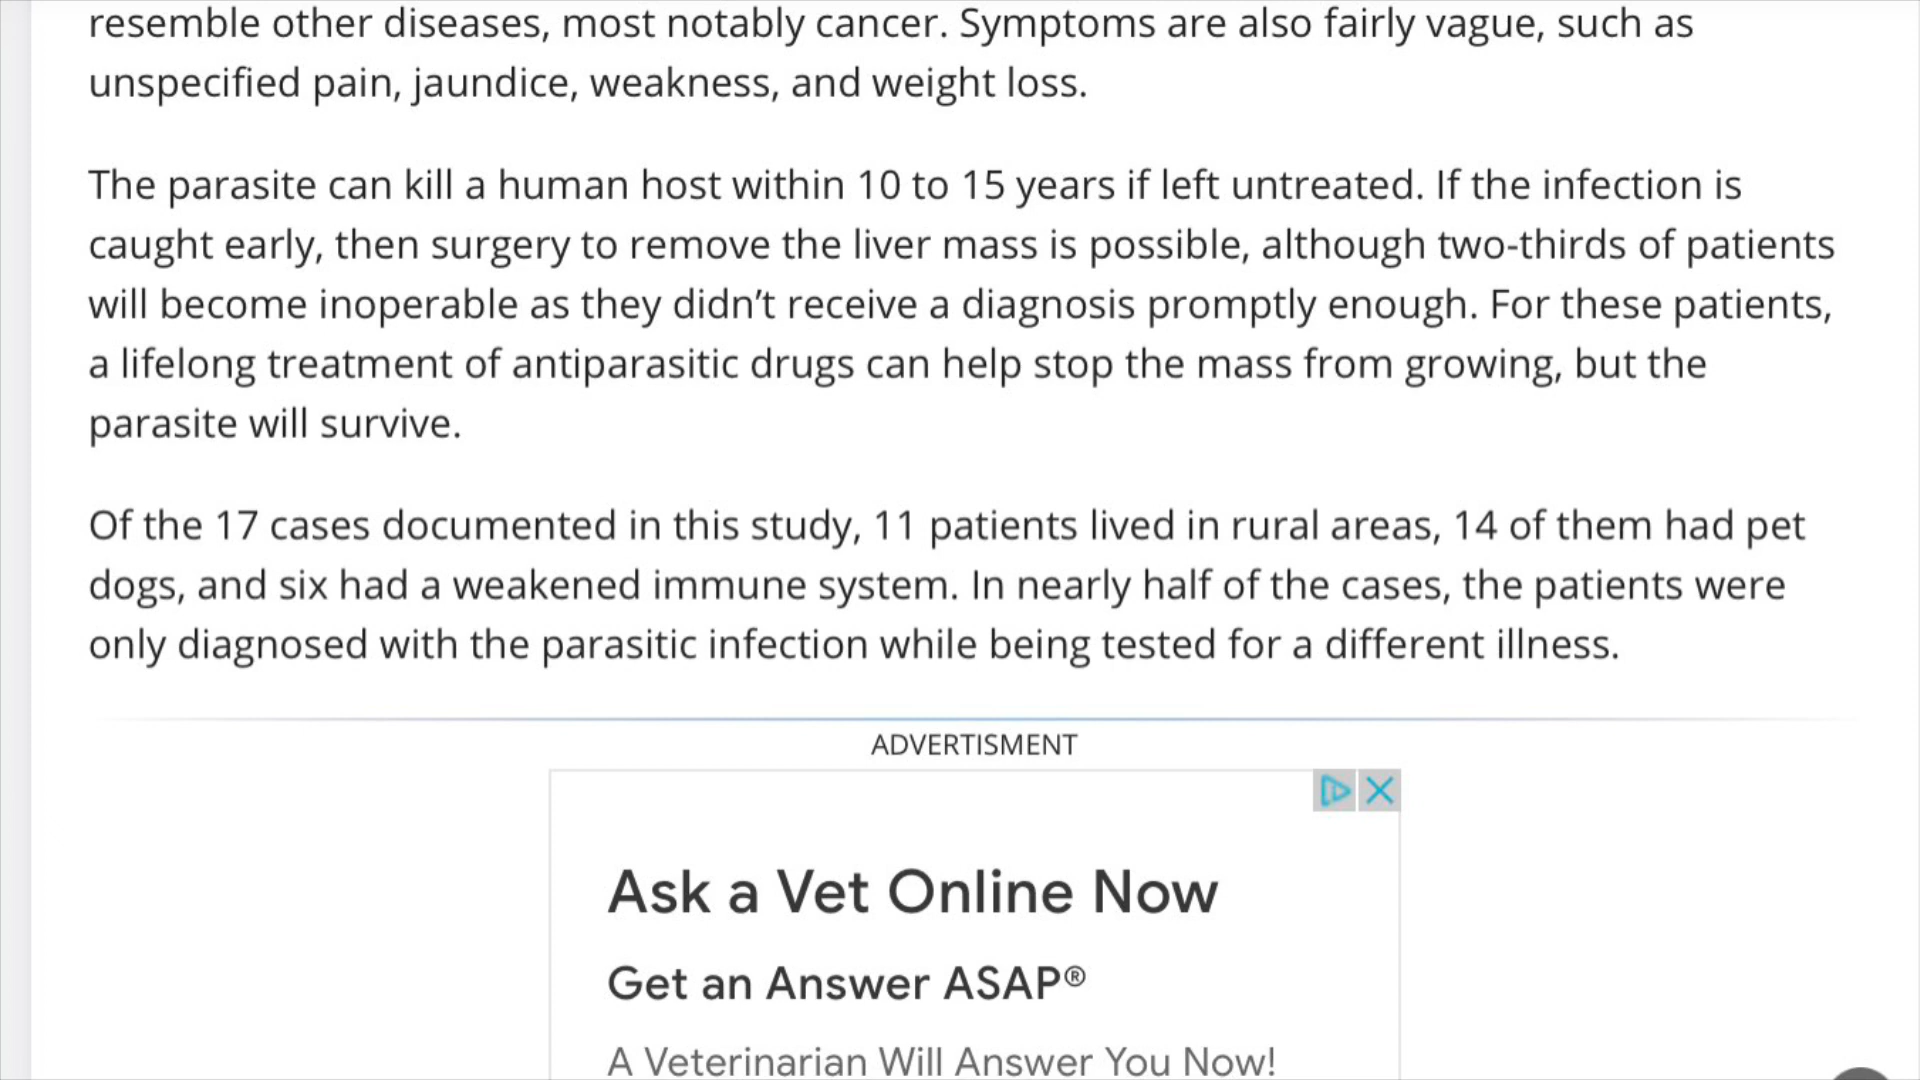 resemble other diseases, most notably cancer. Symptoms are also fairly vague, such as
unspecified pain, jaundice, weakness, and weight loss.
The parasite can kill a human host within 10 to 15 years if left untreated. If the infection is
caught early, then surgery to remove the liver mass is possible, although two-thirds of patients
will become inoperable as they didn’t receive a diagnosis promptly enough. For these patients,
a lifelong treatment of antiparasitic drugs can help stop the mass from growing, but the
parasite will survive.
Of the 17 cases documented in this study, 11 patients lived in rural areas, 14 of them had pet
dogs, and six had a weakened immune system. In nearly half of the cases, the patients were
only diagnosed with the parasitic infection while being tested for a different illness.
ADVERTISMENT
Ask a Vet Online Now
Get an Answer ASAP®
A Veterinarian Will Answer You Now!